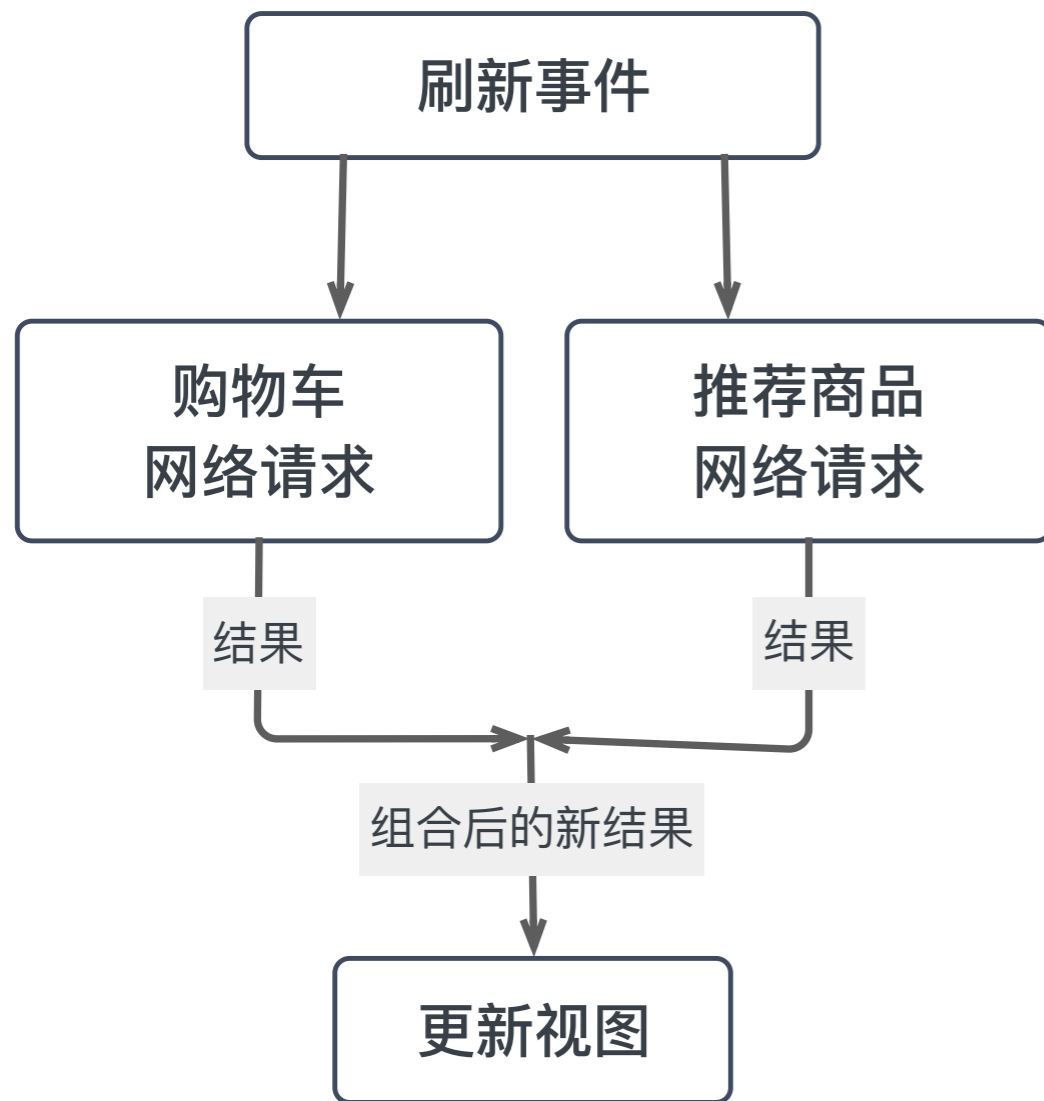 刷新事件
购物车
网络请求
推荐商品
网络请求
结果
结果
组合后的新结果
更新视图